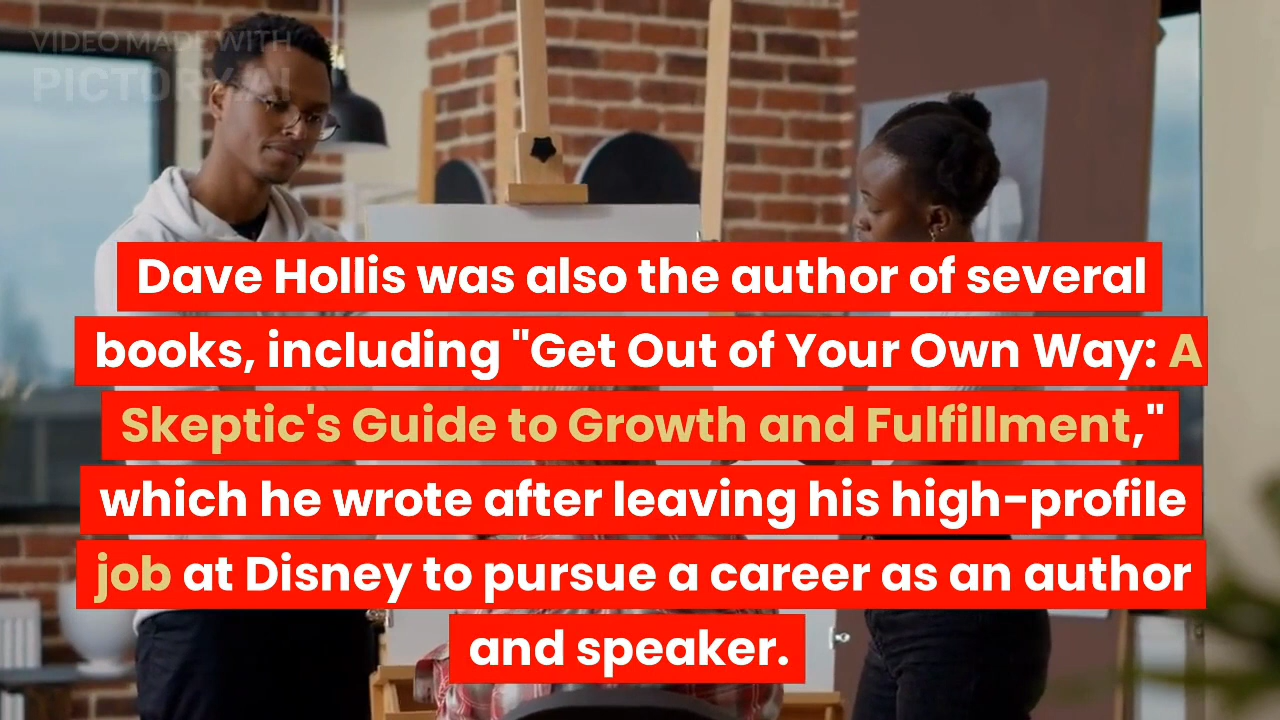 VIDEO MADE WITH
PICTORY.AI
Dave Hollis was also the author of several
books, including "Get Out of Your Own Way: A
Skeptic's Guide to Growth and Fulfillment,"
which he wrote after leaving his high-profile
job at Disney to pursue a career as an author
and speaker.